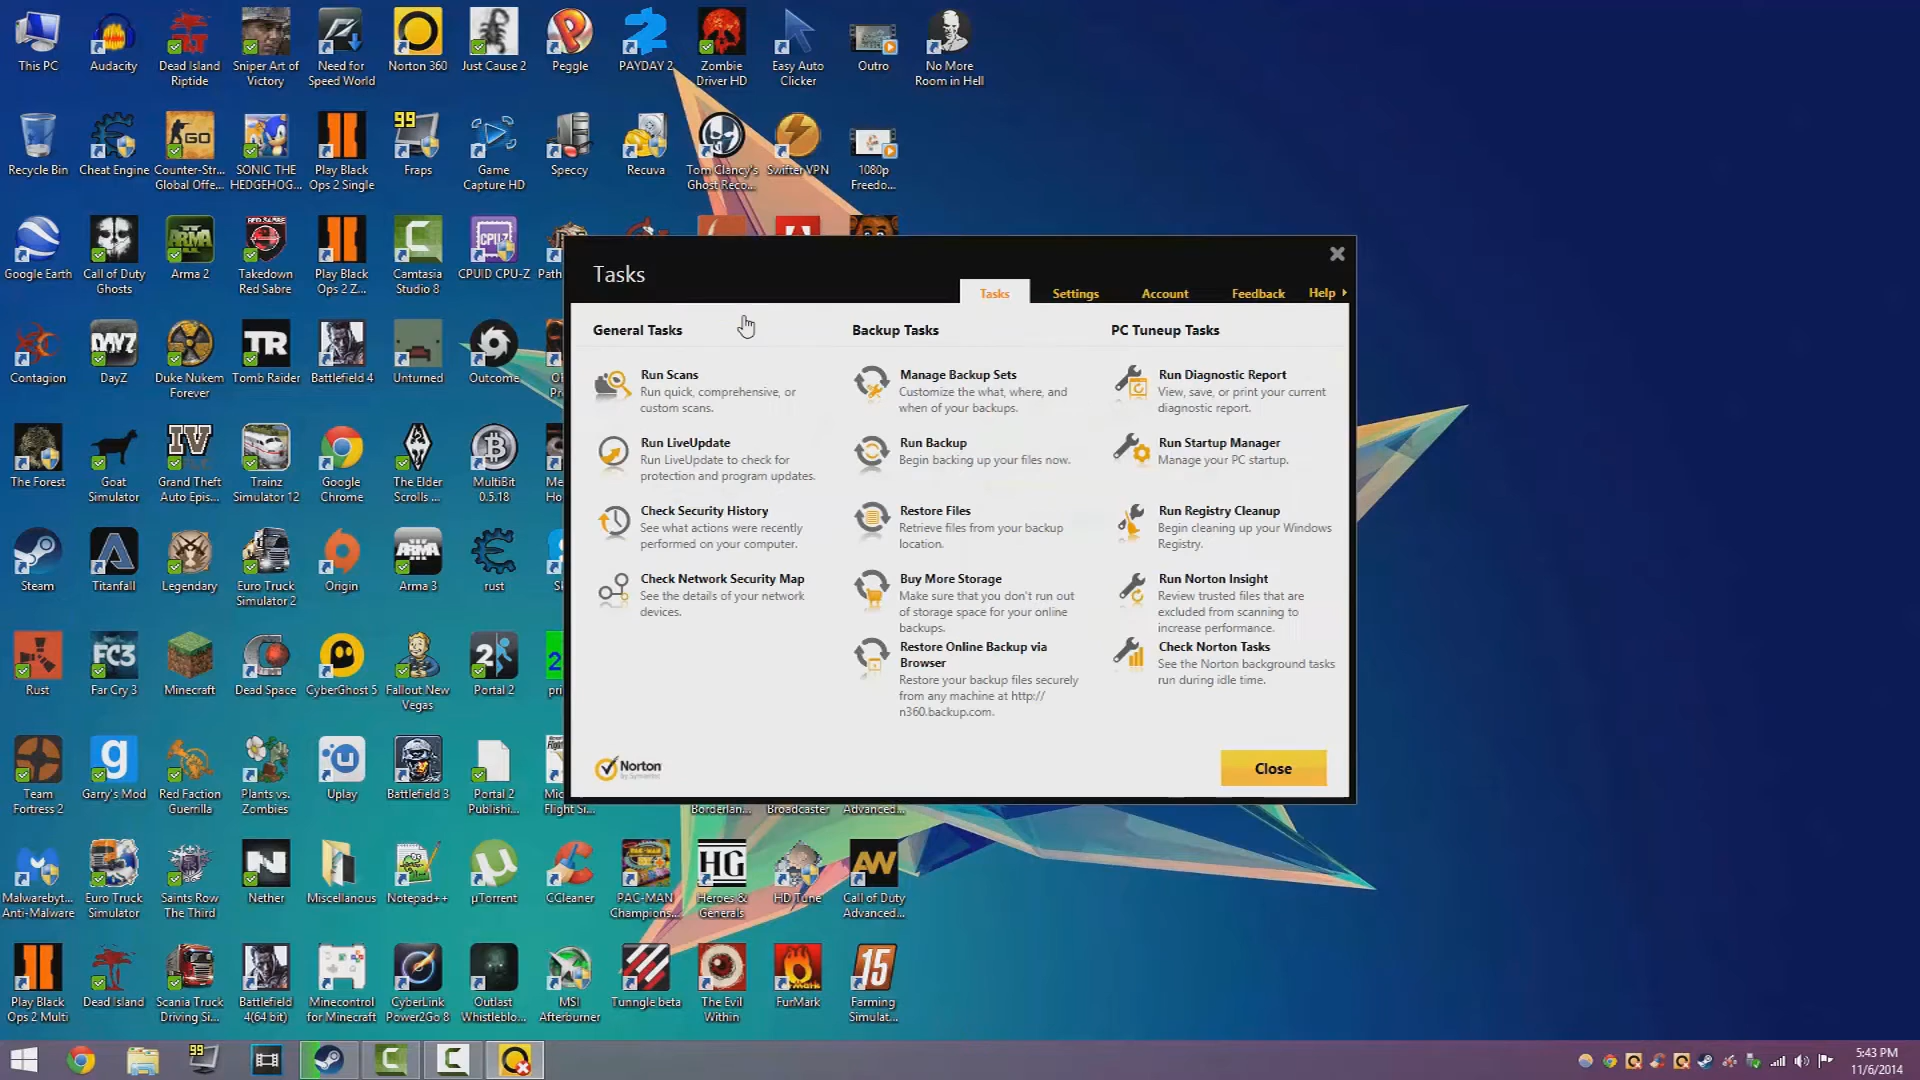 This PC
Audacity
Dead Island
Riptide
Sniper Art of
Victory
Need for
Speed World
Norton 360
Just Cause 2
Peggle
PAYDAY 2
Zombie
Driver HD
Easy Auto
Clicker
Outro
No More
Room in Hell
Recycle Bin
Cheat Engine
GO
Counter-Str...
Global Offe...
SONIC THE
HEDGEHOG...
Play Black
Ops 2 Single
99
Fraps
Game
Capture HD
Speccy
Recuva
Tom Clancy's
Ghost Reco...
Swifter VPN
1080p
Freedo...
Google Earth
Call of Duty
Ghosts
ARMA
Arma 2
Takedown
Red Sabre
Play Black
Ops 2 Z...
Camtasia
Studio 8
CPUID CPU-Z
Path
Contagion
DAYZ
DayZ
Duke Nukem
Forever
TR
Tomb Raider
Battlefield 4
Unturned
Outcome
The Forest
Goat
Simulator
IV
Grand Theft
Auto Epis...
Trainz
Simulator 12
Google
Chrome
The Elder
Scrolls ...
MultiBit
0.5.18
Steam
Titanfall
Legendary
Euro Truck
Simulator 2
Origin
ARMA
Arma 3
rust
Rust
FC3
Far Cry 3
Minecraft
Dead Space
CyberGhost 5
Fallout New
Vegas
2
Portal 2
Team
Fortress 2
g
Garry's Mod
Red Faction
Guerrilla
Plants vs.
Zombies
Uplay
Battlefield 3
Portal 2
Publishi...
Flight Si...
Borderlan...
Broadcaster
Advanced...
Malwarebyt...
Anti-Malware
Euro Truck
Simulator
Saints Row
The Third
Nether
Miscellanous
Notepad++
µTorrent
CCleaner
PAC-MAN
Champions...
HG
Heroes &
Generals
HD Tune
AW
Call of Duty
Advanced...
Play Black
Ops 2 Multi
Dead Island
Scania Truck
Driving Si...
Battlefield
4(64 bit)
Minecontrol
for Minecraft
CyberLink
Power2Go 8
Outlast
Whistleblo...
MSI
Afterburner
Tunngle beta
The Evil
Within
FurMark
15
Farming
Simulat...
Tasks
Tasks
Settings
Account
Feedback
Help
General Tasks
Run Scans
Run quick, comprehensive, or
custom scans.
Run LiveUpdate
Run LiveUpdate to check for
protection and program updates.
Check Security History
See what actions were recently
performed on your computer.
Check Network Security Map
See the details of your network
devices.
Backup Tasks
Manage Backup Sets
Customize the what, where, and
when of your backups.
Run Backup
Begin backing up your files now.
Restore Files
Retrieve files from your backup
location.
Buy More Storage
Make sure that you don't run out
of storage space for your online
backups.
Restore Online Backup via
Browser
Restore your backup files securely
from any machine at http://
n360.backup.com.
PC Tuneup Tasks
Run Diagnostic Report
View, save, or print your current
diagnostic report.
Run Startup Manager
Manage your PC startup.
Run Registry Cleanup
Begin cleaning up your Windows
Registry.
Run Norton Insight
Review trusted files that are
excluded from scanning to
increase performance.
Check Norton Tasks
See the Norton background tasks
run during idle time.
Norton
by Symantec
Close
99
5:43 PM
11/6/2014